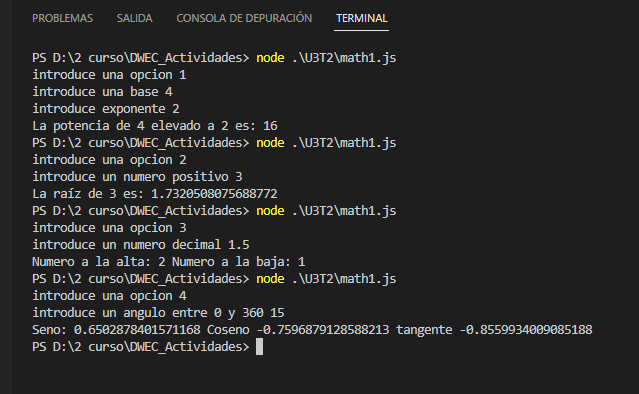 PROBLEMAS SALIDA CONSOLA DE DEPURACIÓN TERMINAL
PS D:\2 curso\DWEC_Actividades> node .\U3T2\math1.js
introduce una opcion 1
introduce una base 4
introduce exponente 2
La potencia de 4 elevado a 2 es: 16
PS D:\2 curso\DWEC_Actividades> node .\U3T2\math1.js
introduce una opcion 2
introduce un numero positivo 3
La raíz de 3 es: 1.7320508075688772
PS D:\2 curso\DWEC_Actividades> node .\U3T2\math1.js
introduce una opcion 3
introduce un numero decimal 1.5
Numero a la alta: 2 Numero a la baja: 1
PS D:\2 curso\DWEC_Actividades> node .\U3T2\math1.js
introduce una opcion 4
introduce un angulo entre 0 y 360 15
Seno: 0.6502878401571168 Coseno -0.7596879128588213 tangente -0.8559934009085188
PS D:\2 curso\DWEC_Actividades>